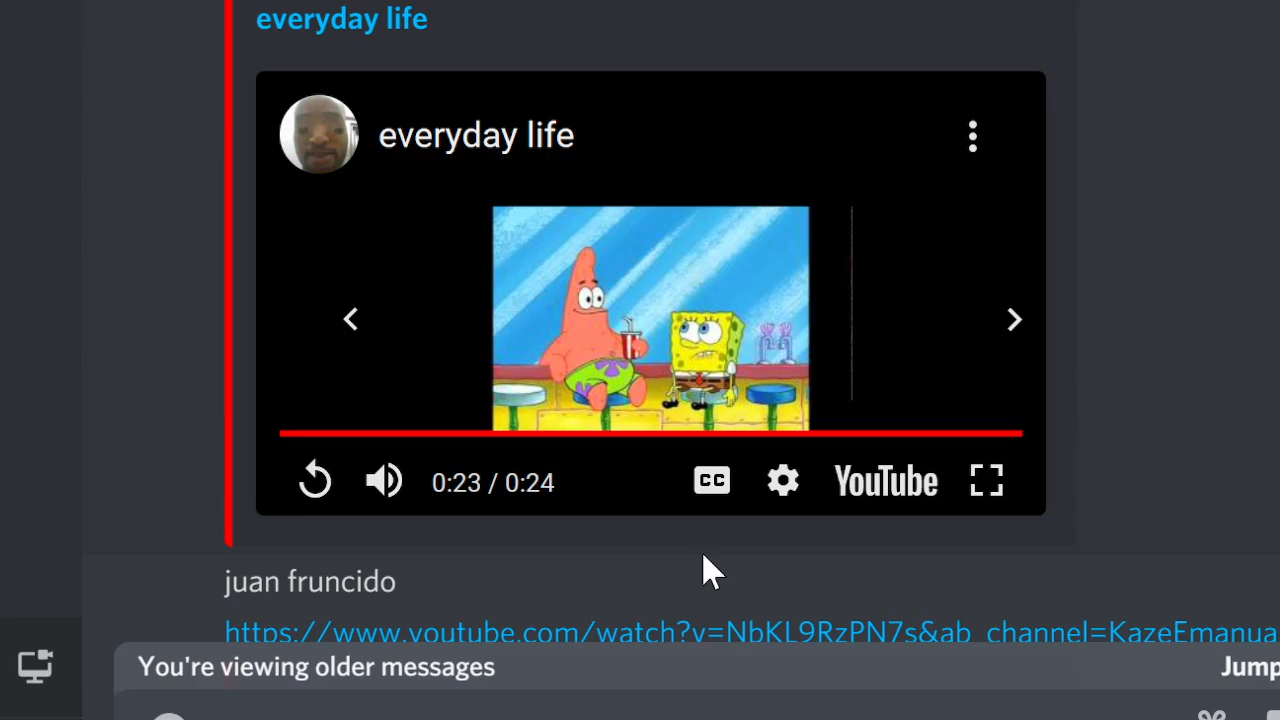 everyday life
everyday life
0:23 / 0:24
CC
YouTube
juan fruncido
https://www.youtube.com/watch?v=NbKL9RzPN7s&ab_channel=KazeEmanua
You're viewing older messages
Jump